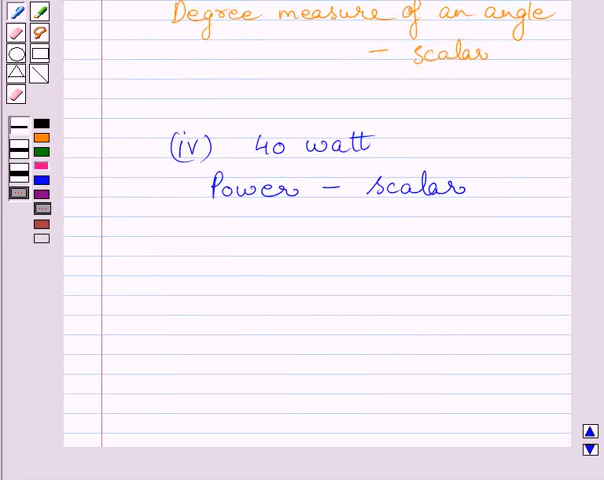 Degree measure of an angle
- scalar
(iv) 40 watt
Power - scalar